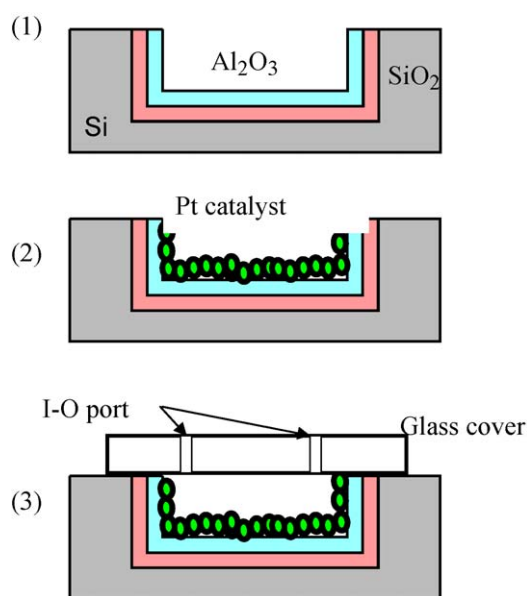 (1)
Al₂O₃
SiO₂
Si
Pt catalyst
(2)
I-O port
Glass cover
(3)